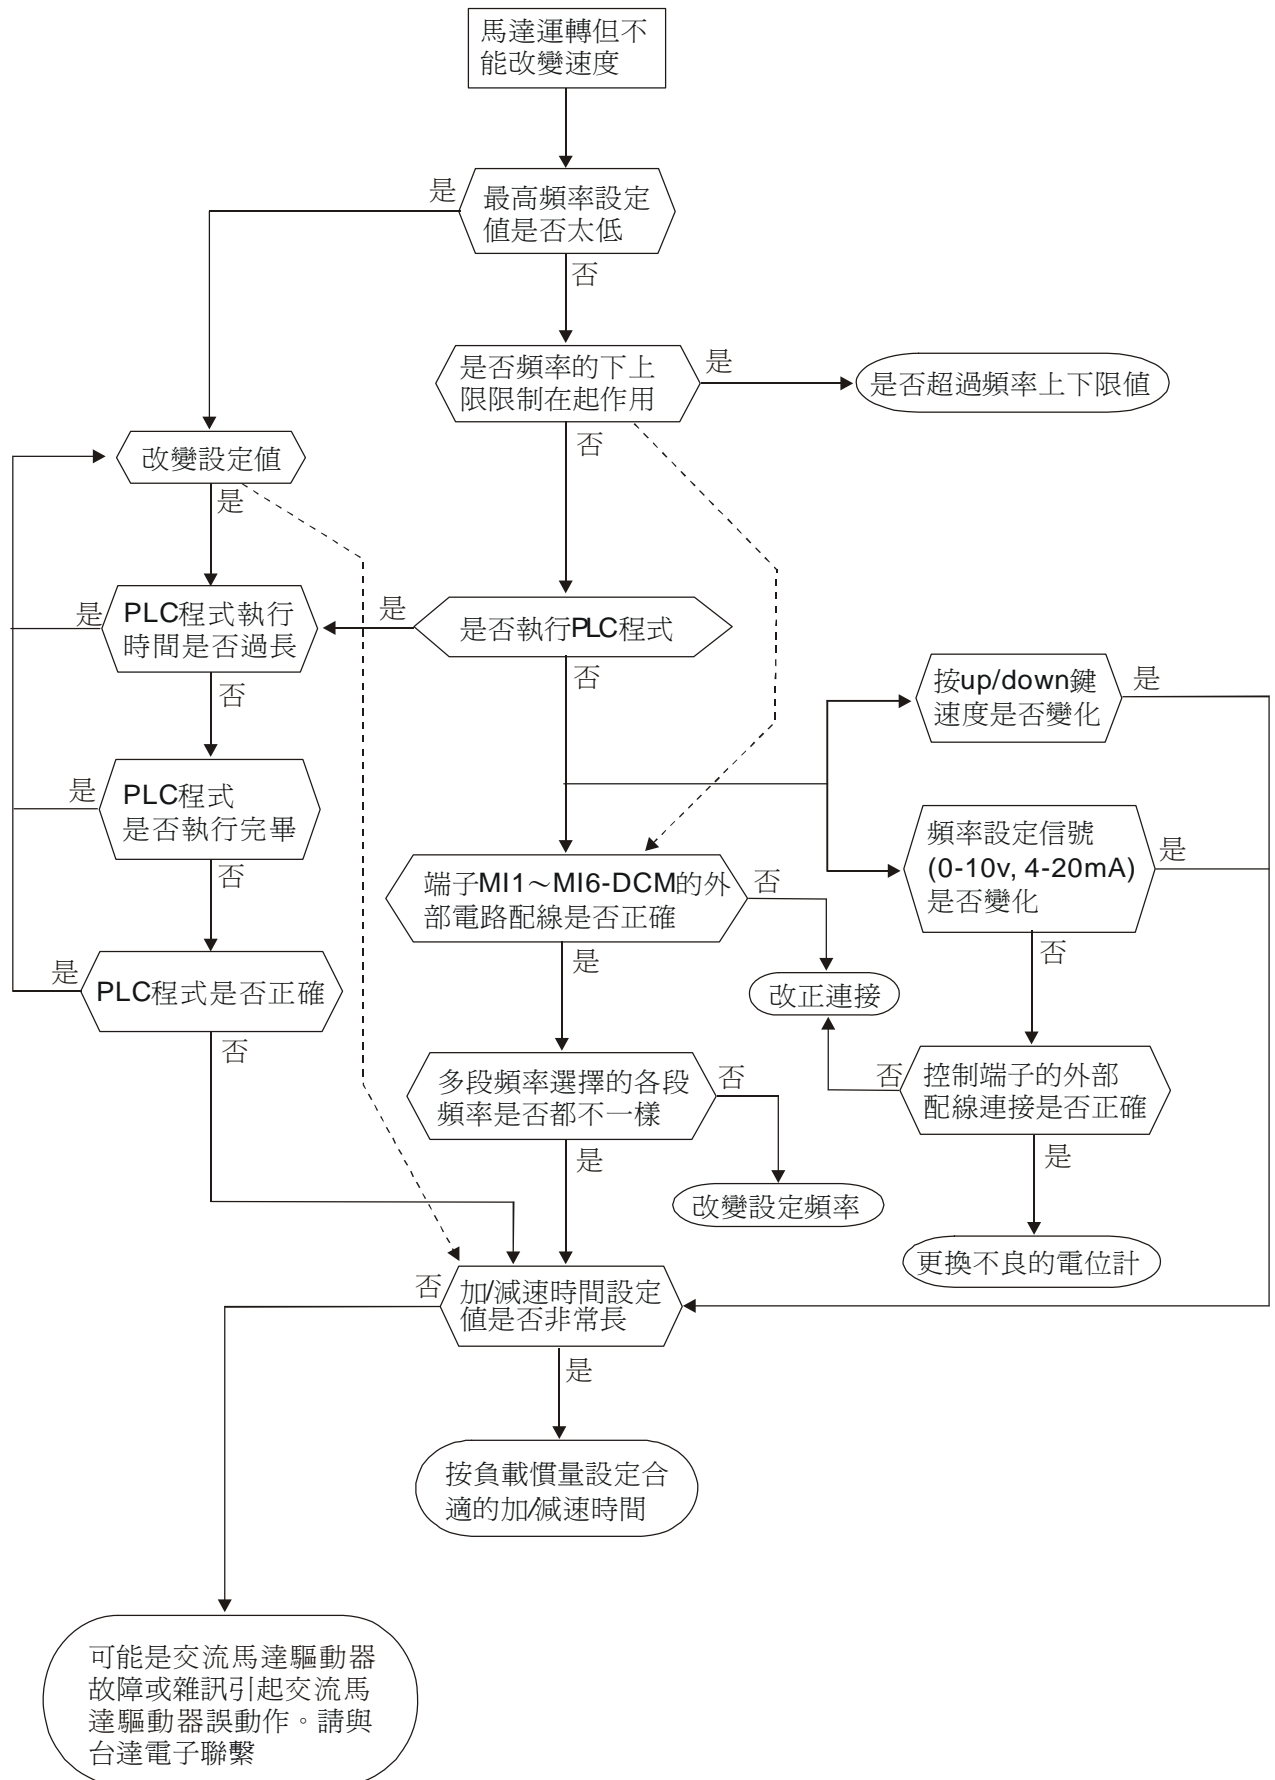 馬達運轉但不
能改變速度
是
最高頻率設定
值是否太低
否
是否頻率的下上
限限制在起作用
是
是否超過頻率上下限值
否
改變設定值
是
是
PLC程式執行
時間是否過長
是
是否執行PLC程式
否
否
按up/down鍵
速度是否變化
是
是
PLC程式
是否執行完畢
頻率設定信號
(0-10v, 4-20mA)
是否變化
是
否
端子MI1～MI6-DCM的外
部電路配線是否正確
否
是
否
是
PLC程式是否正確
改正連接
否
多段頻率選擇的各段
頻率是否都不一樣
否
否
控制端子的外部
配線連接是否正確
是
是
改變設定頻率
更換不良的電位計
否
加/減速時間設定
值是否非常長
是
按負載慣量設定合
適的加/減速時間
可能是交流馬達驅動器
故障或雜訊引起交流馬
達驅動器誤動作。請與
台達電子聯繫